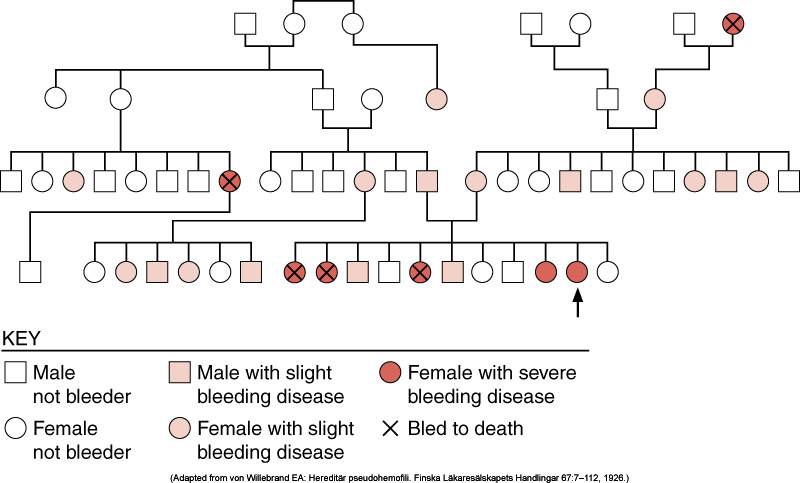 KEY
Male
not bleeder
Male with slight
bleeding disease
Female with severe
bleeding disease
Female
not bleeder
Female with slight
bleeding disease
Bled to death
(Adapted from von Willebrand EA: Hereditär pseudohemofili. Finska Läkaresälskapets Handlingar 67:7–112, 1926.)